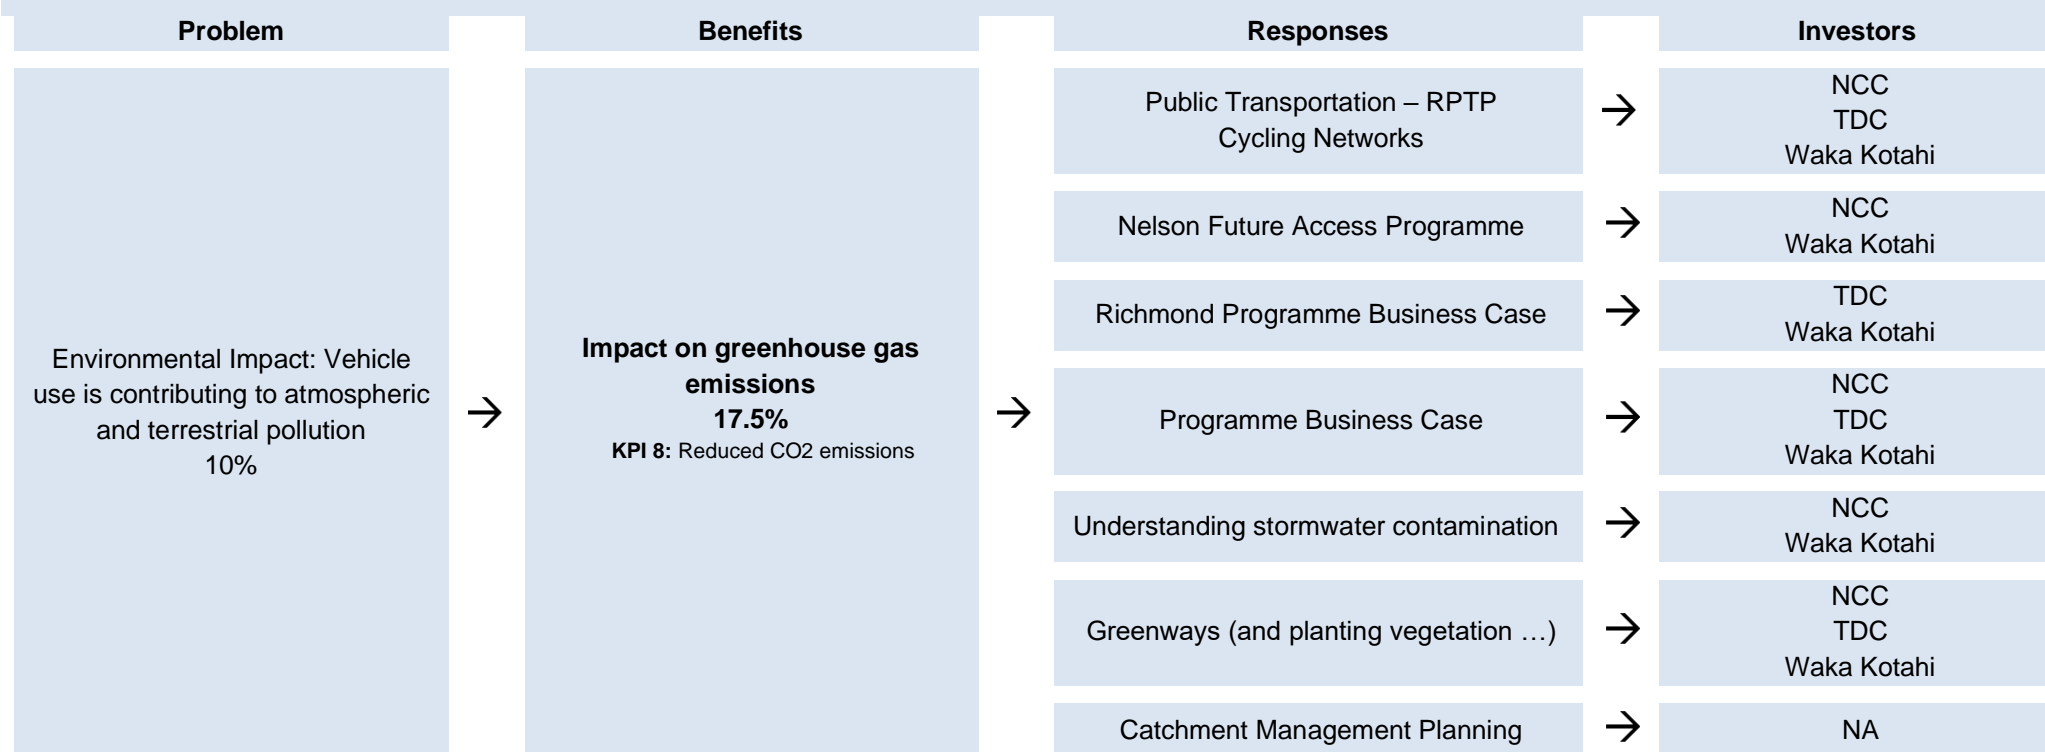 Problem
Benefits
Responses
Investors
Environmental Impact: Vehicle
use is contributing to atmospheric
and terrestrial pollution
10%
→
Impact on greenhouse gas
emissions
17.5%
KPI 8: Reduced CO2 emissions
→
Public Transportation – RPTP
Cycling Networks
→
NCC
TDC
Waka Kotahi
Nelson Future Access Programme
→
NCC
Waka Kotahi
Richmond Programme Business Case
→
TDC
Waka Kotahi
Programme Business Case
→
NCC
TDC
Waka Kotahi
Understanding stormwater contamination
→
NCC
Waka Kotahi
Greenways (and planting vegetation …)
→
NCC
TDC
Waka Kotahi
Catchment Management Planning
→
NA